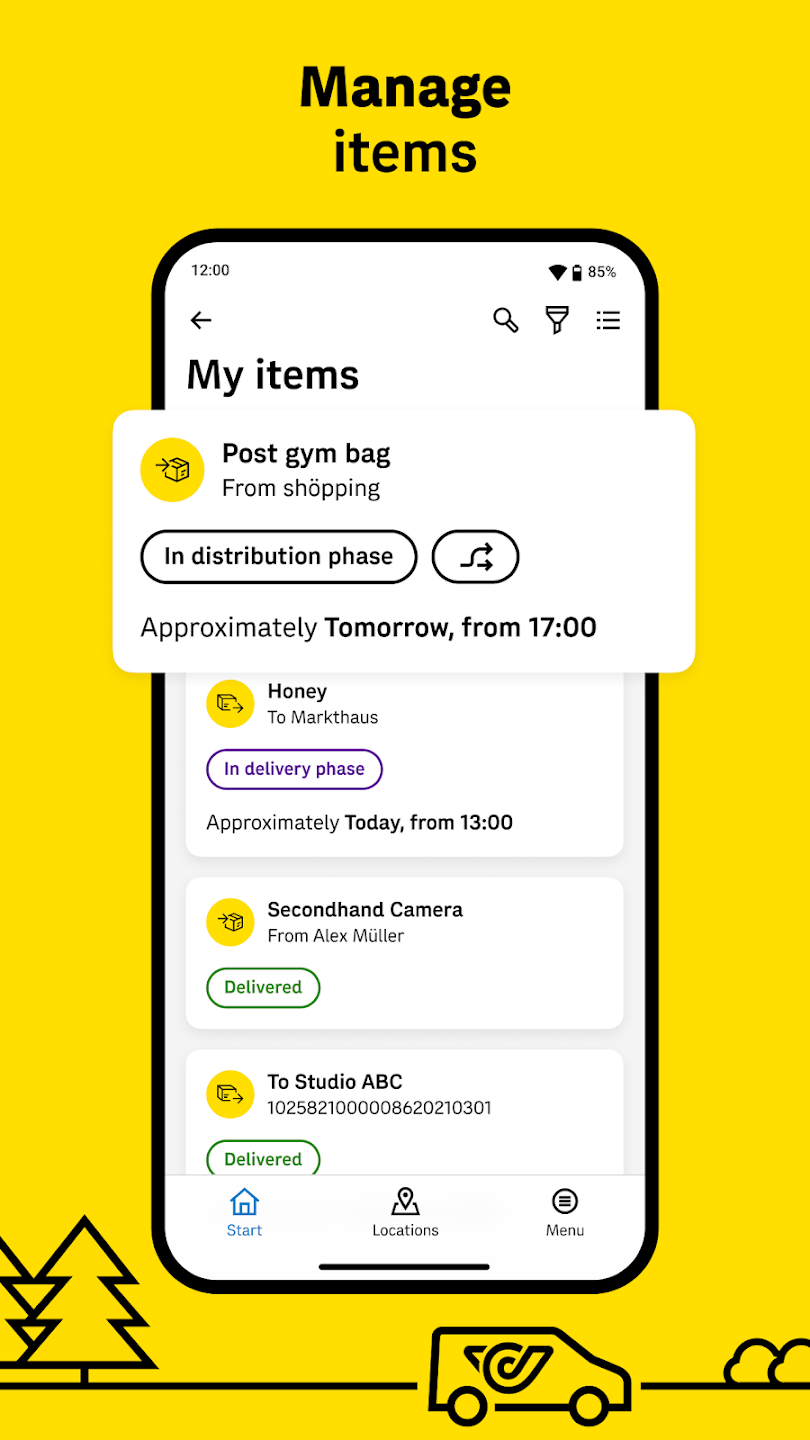 Manage
items
12:00
85%
My items
Post gym bag
From shöpping
In distribution phase
Approximately Tomorrow, from 17:00
Honey
To Markthaus
In delivery phase
Approximately Today, from 13:00
Secondhand Camera
From Alex Müller
Delivered
To Studio ABC
1025821000008620210301
Delivered
Start
Locations
Menu